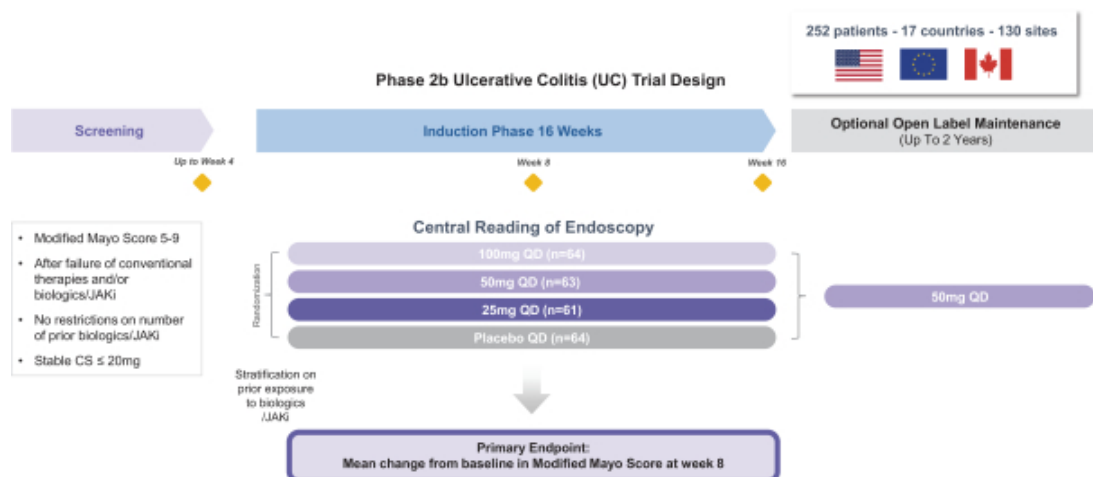 252 patients - 17 countries - 130 sites
Phase 2b Ulcerative Colitis (UC) Trial Design
Screening
Induction Phase 16 Weeks
Optional Open Label Maintenance
(Up To 2 Years)
Up to Week 4
Week 8
Week 16
• Modified Mayo Score 5-9
• After failure of conventional
therapies and/or
biologics/JAKi
• No restrictions on number
of prior biologics/JAKi
• Stable CS ≤ 20mg
Central Reading of Endoscopy
Randomization
100mg QD (n=64)
50mg QD (n=63)
25mg QD (n=61)
Placebo QD (n=64)
50mg QD
Stratification on
prior exposure
to biologics
/JAKi
Primary Endpoint:
Mean change from baseline in Modified Mayo Score at week 8